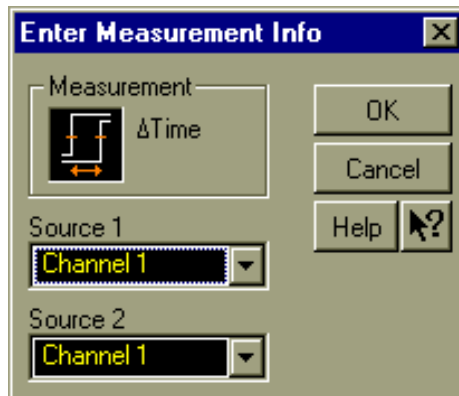 Enter Measurement Info
Measurement
ΔTime
OK
Cancel
Help
?
Source 1
Channel 1
Source 2
Channel 1